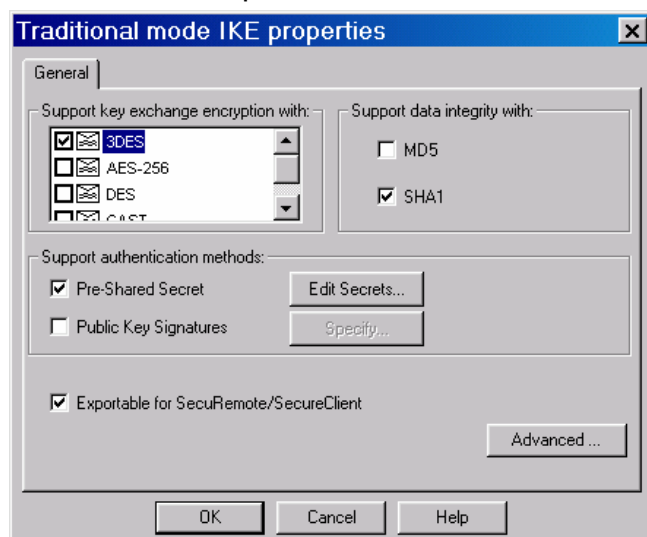 Traditional mode IKE properties
General
Support key exchange encryption with:
3DES
AES-256
DES
CAST
Support data integrity with:
MD5
SHA1
Support authentication methods:
Pre-Shared Secret
Edit Secrets...
Public Key Signatures
Specify...
Exportable for SecuRemote/SecureClient
Advanced ...
OK
Cancel
Help